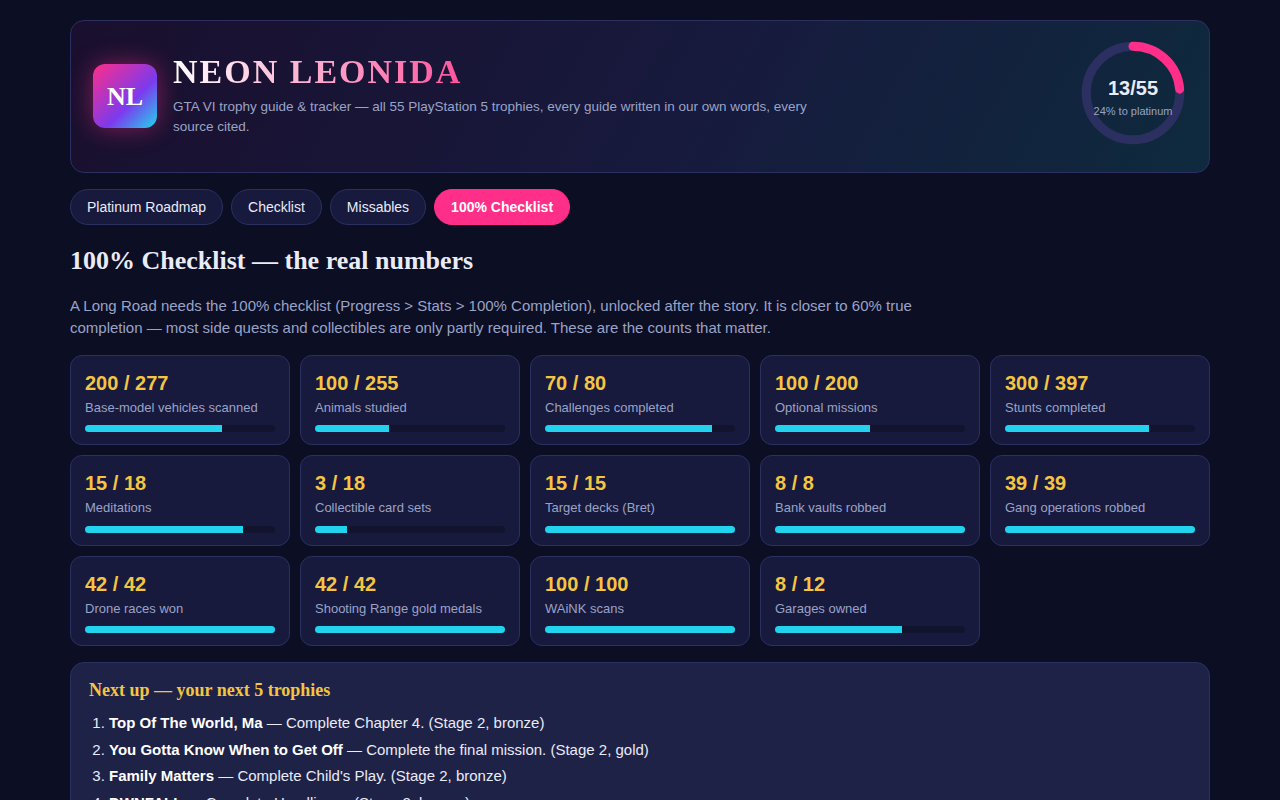 NL
NEON LEONIDA
GTA VI trophy guide & tracker — all 55 PlayStation 5 trophies, every guide written in our own words, every
source cited.
13/55
24% to platinum
Platinum Roadmap
Checklist
Missables
100% Checklist
100% Checklist — the real numbers
A Long Road needs the 100% checklist (Progress > Stats > 100% Completion), unlocked after the story. It is closer to 60% true
completion — most side quests and collectibles are only partly required. These are the counts that matter.
200 / 277
Base-model vehicles scanned
100 / 255
Animals studied
70 / 80
Challenges completed
100 / 200
Optional missions
300 / 397
Stunts completed
15 / 18
Meditations
3 / 18
Collectible card sets
15 / 15
Target decks (Bret)
8 / 8
Bank vaults robbed
39 / 39
Gang operations robbed
42 / 42
Drone races won
42 / 42
Shooting Range gold medals
100 / 100
WAiNK scans
8 / 12
Garages owned
Next up — your next 5 trophies
1. Top Of The World, Ma — Complete Chapter 4. (Stage 2, bronze)
2. You Gotta Know When to Get Off — Complete the final mission. (Stage 2, gold)
3. Family Matters — Complete Child's Play. (Stage 2, bronze)